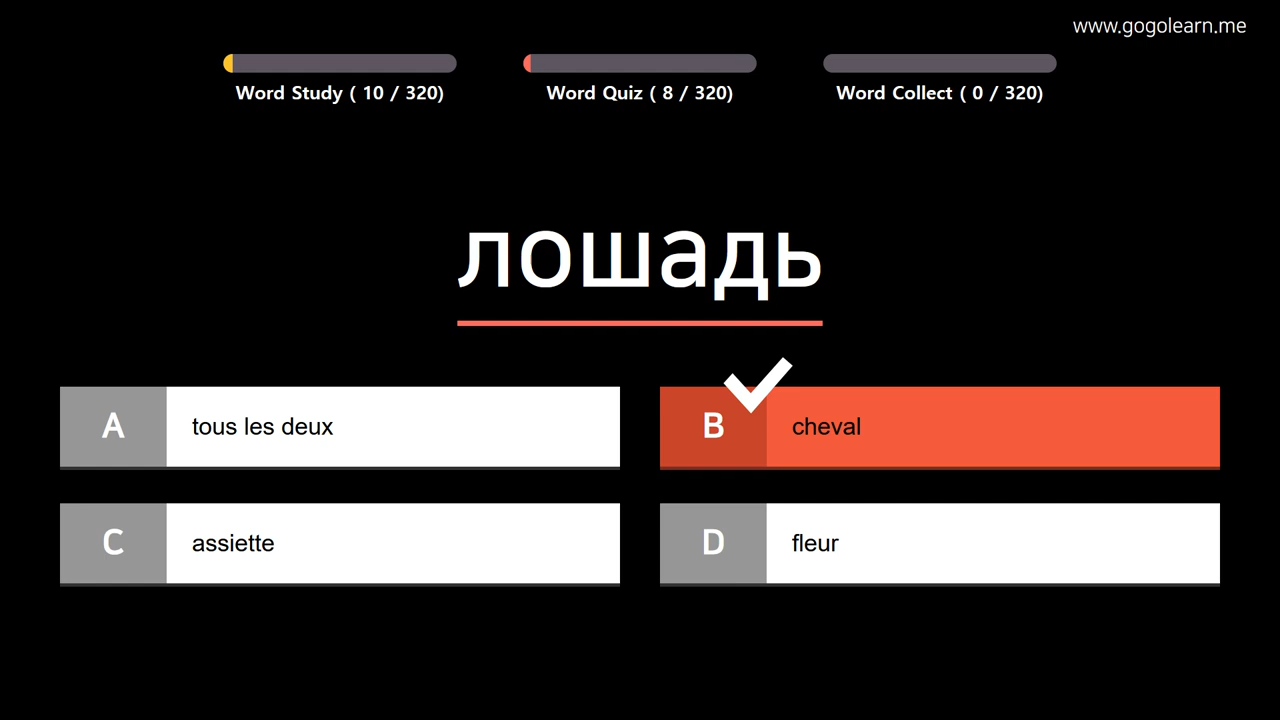 www.gogolearn.me
Word Study ( 10 / 320)
Word Quiz ( 8 / 320)
Word Collect ( 0 / 320)
лошадь
A tous les deux
B cheval
C assiette
D fleur